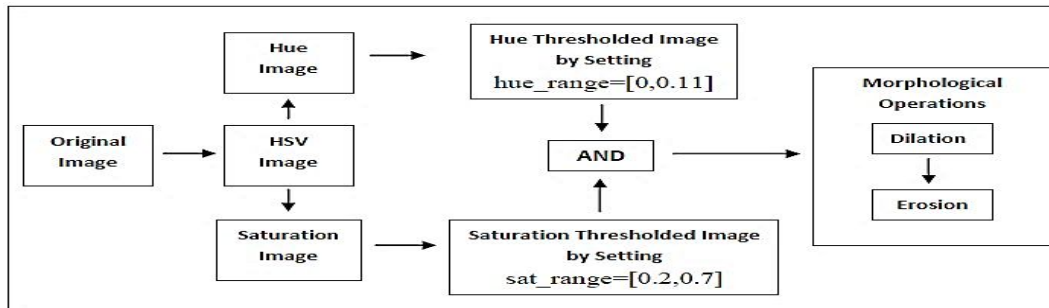 Original
Image
Hue
Image
HSV
Image
Saturation
Image
Hue Thresholded Image
by Setting
hue_range=[0,0.11]
AND
Saturation Thresholded Image
by Setting
sat_range=[0.2,0.7]
Morphological
Operations
Dilation
Erosion